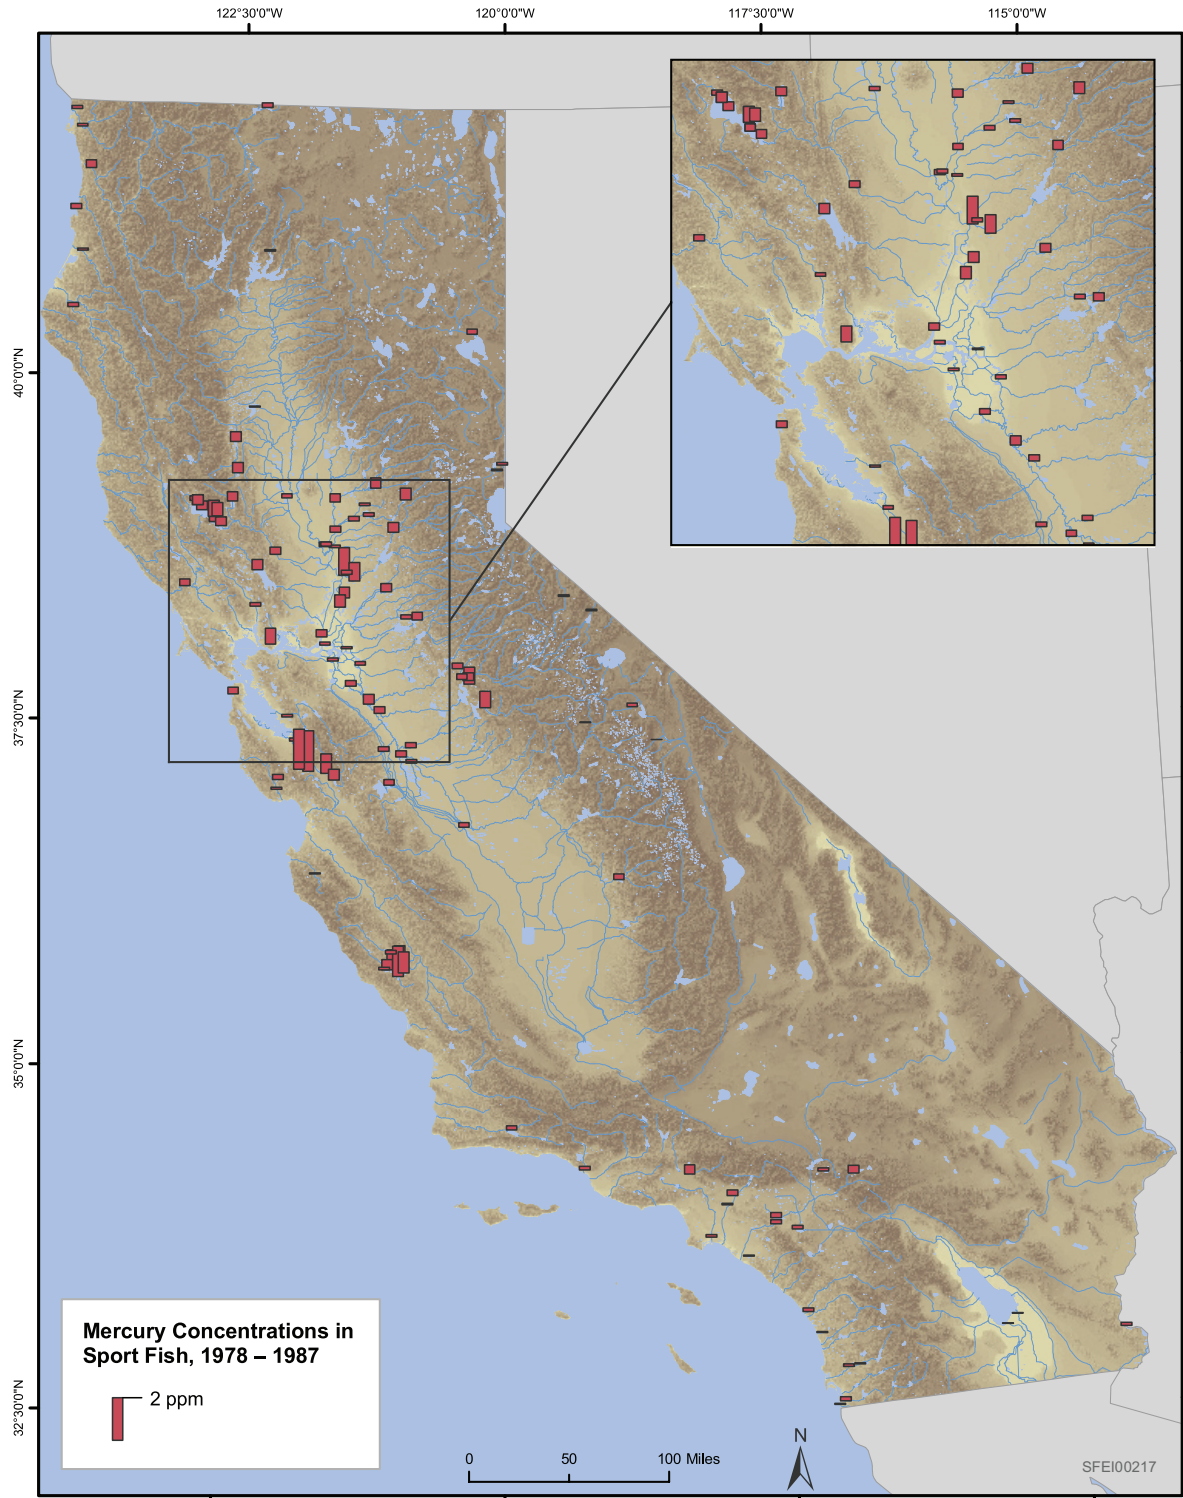 122°30'0"W
120°0'0"W
117°30'0"W
115°0'0"W
40°0'0"N
37°30'0"N
35°0'0"N
32°30'0"N
Mercury Concentrations in
Sport Fish, 1978 – 1987
2 ppm
0 50 100 Miles
N
SFEI00217